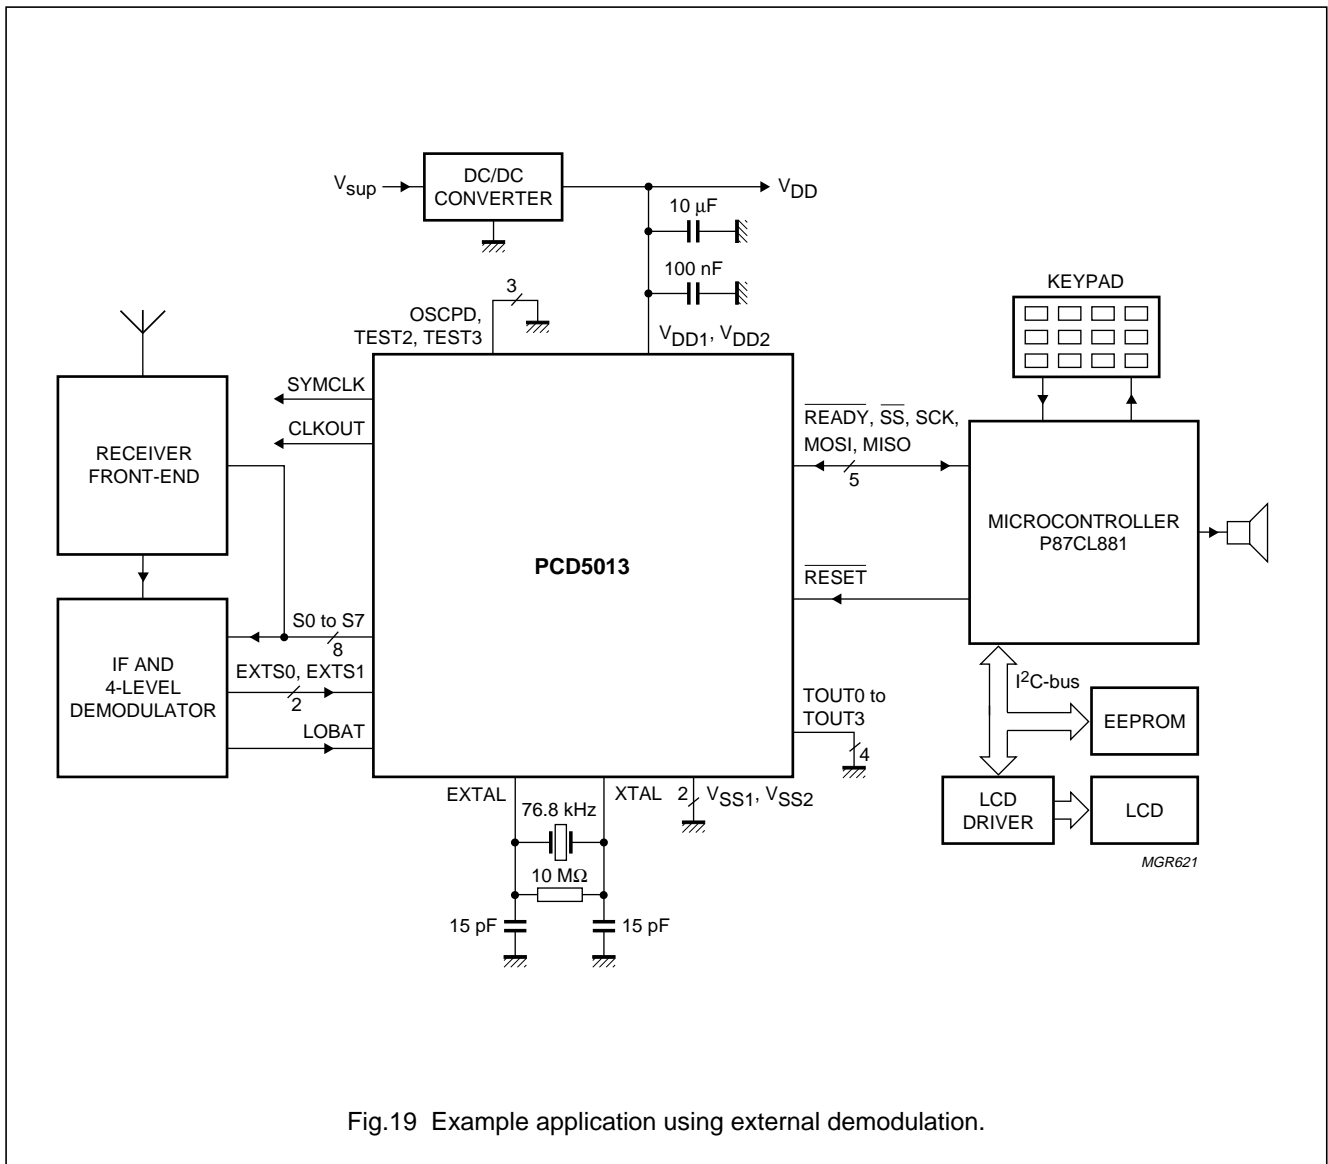 V_sup
DC/DC
CONVERTER
V_DD
10 µF
100 nF
3
OSCPD,
TEST2, TEST3
V_DD1, V_DD2
KEYPAD
SYMCLK
CLKOUT
RECEIVER
FRONT-END
READY, SS, SCK,
MOSI, MISO
5
MICROCONTROLLER
P87CL881
PCD5013
RESET
S0 to S7
8
IF AND
4-LEVEL
DEMODULATOR
EXTS0, EXTS1
2
LOBAT
I²C-bus
TOUT0 to
TOUT3
4
EEPROM
EXTAL
XTAL
2
V_SS1, V_SS2
76.8 kHz
LCD
DRIVER
LCD
MGR621
10 MΩ
15 pF
15 pF
Fig.19 Example application using external demodulation.